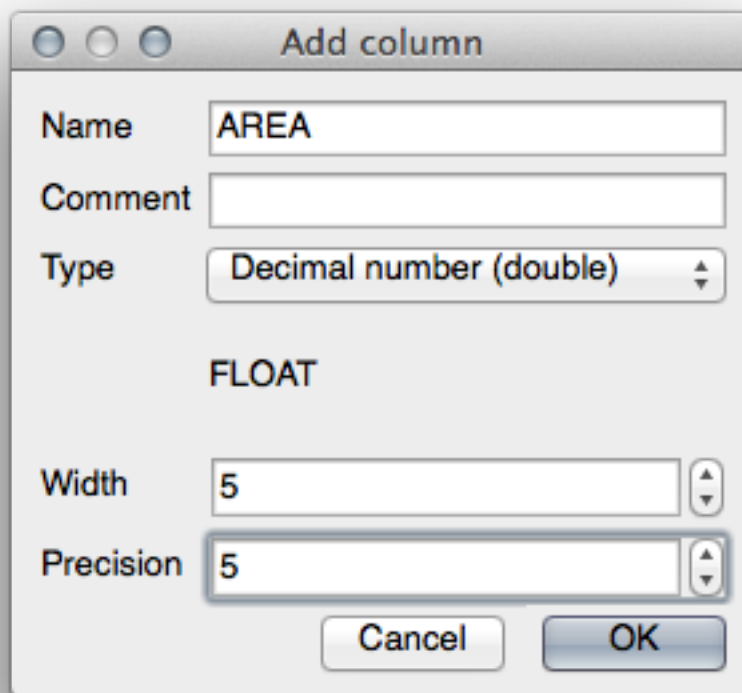 Add column
Name AREA
Comment
Type Decimal number (double)
FLOAT
Width 5
Precision 5
Cancel OK